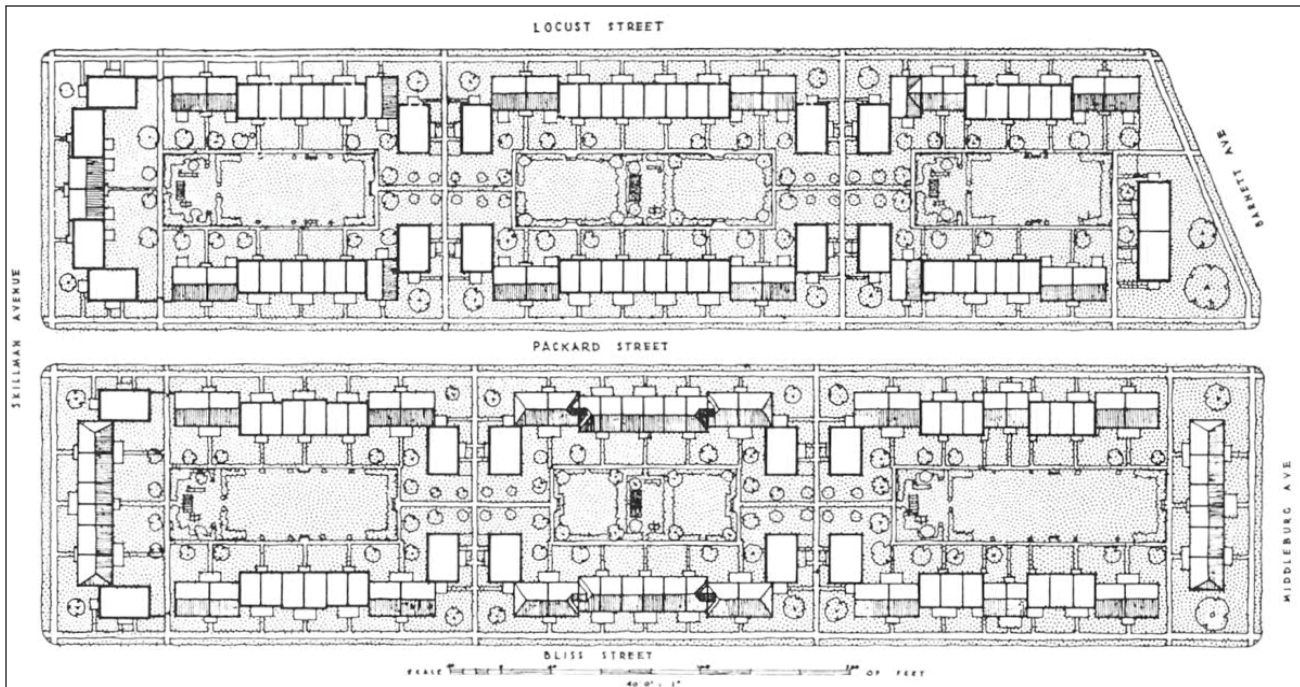 LOCUST STREET
BARNETT AVE
SKILLMAN AVENUE
PACKARD STREET
MIDDLEBURG AVE
BLISS STREET
SCALE OF FEET